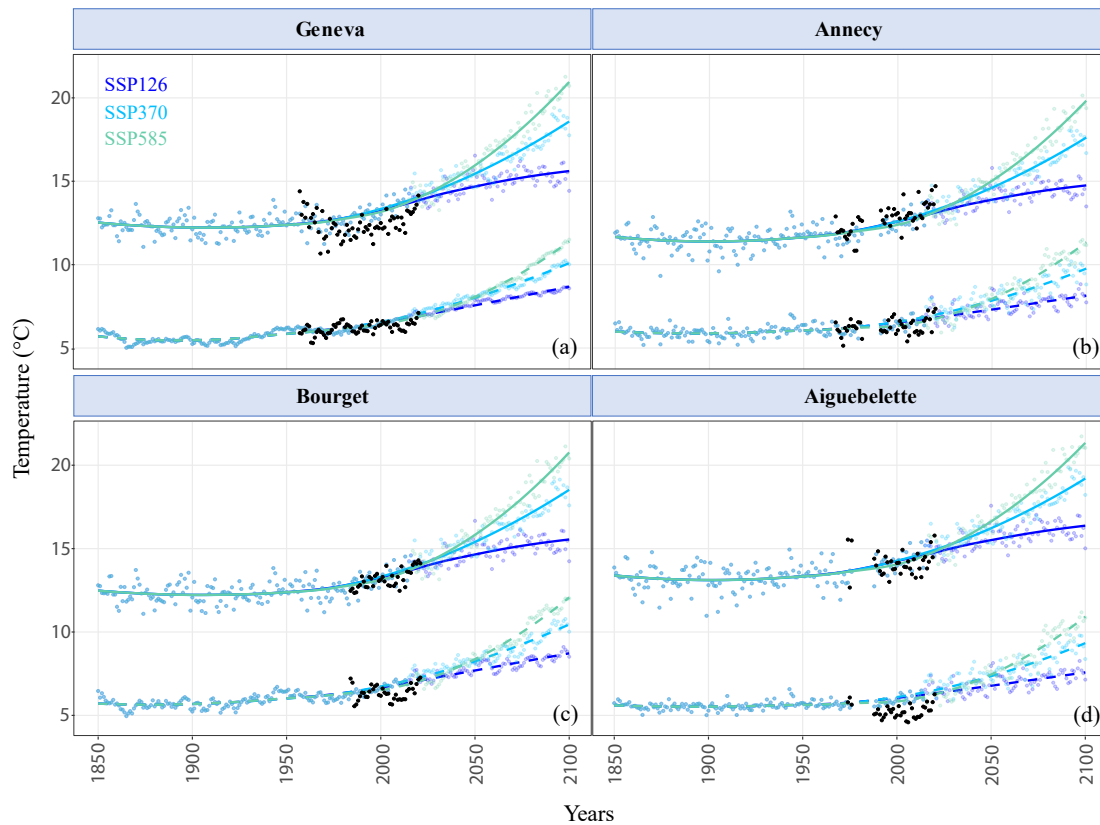 Geneva
Annecy
SSP126
SSP370
SSP585
20
15
10
5
(a)
(b)
Temperature (°C)
Bourget
Aiguebelette
20
15
10
5
(c)
(d)
1850
1900
1950
2000
2050
2100
1850
1900
1950
2000
2050
2100
Years